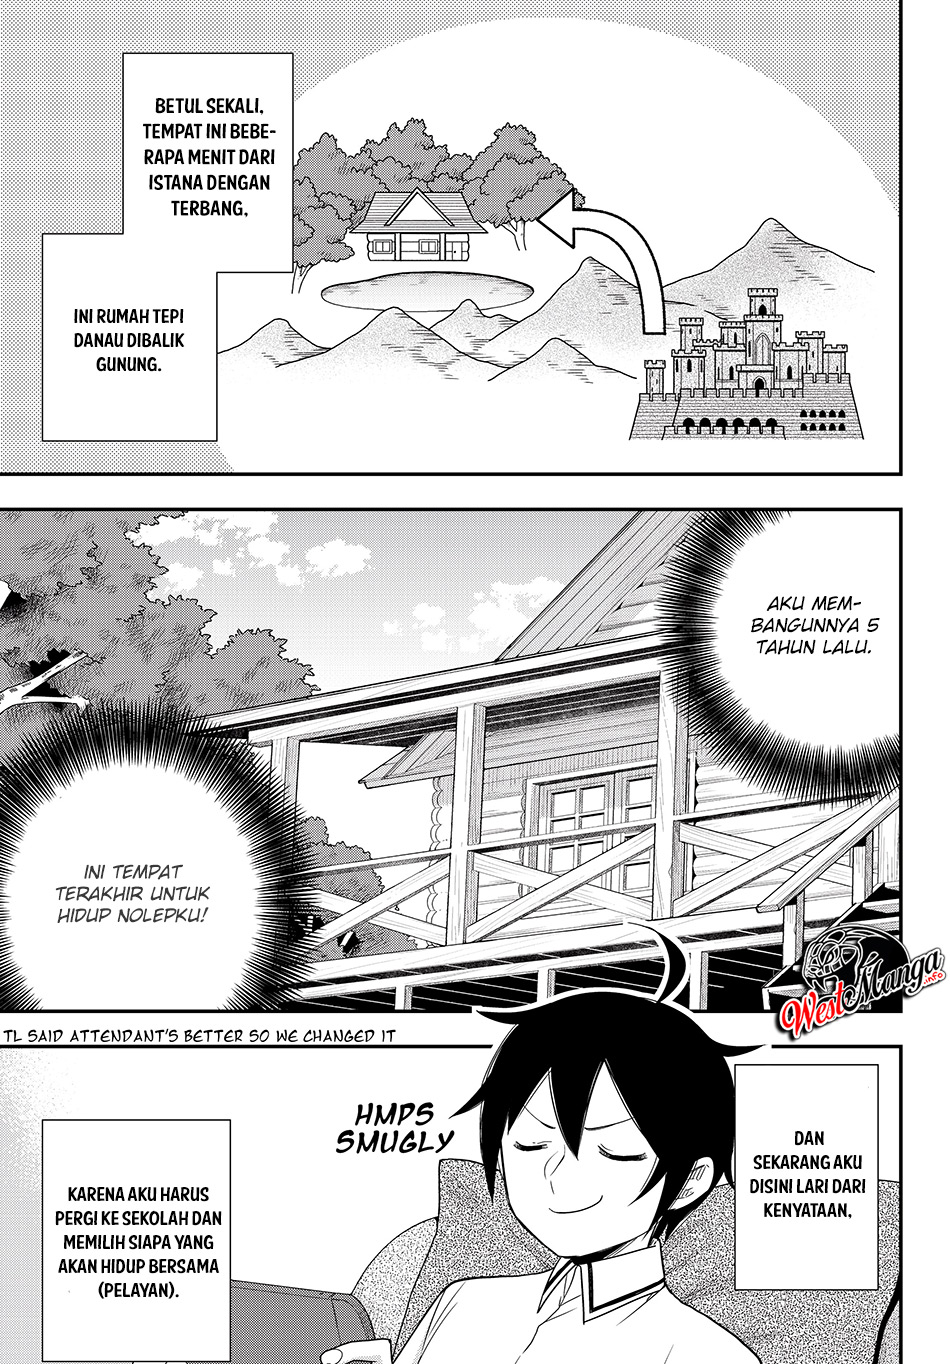 BETUL SEKALI,
TEMPAT INI BEBE-
RAPA MENIT DARI
ISTANA DENGAN
TERBANG,
INI RUMAH TEPI
DANAU DIBALIK
GUNUNG.
AKU MEM-
BANGUNNYA 5
TAHUN LALU.
INI TEMPAT
TERAKHIR UNTUK
HIDUP NOLEPKU!
WestManga
.info
TL SAID ATTENDANT'S BETTER SO WE CHANGED IT
DAN
SEKARANG AKU
DISINI LARI DARI
KENYATAAN,
HMPS
SMUGLY
KARENA AKU HARUS
PERGI KE SEKOLAH DAN
MEMILIH SIAPA YANG
AKAN HIDUP BERSAMA
(PELAYAN).